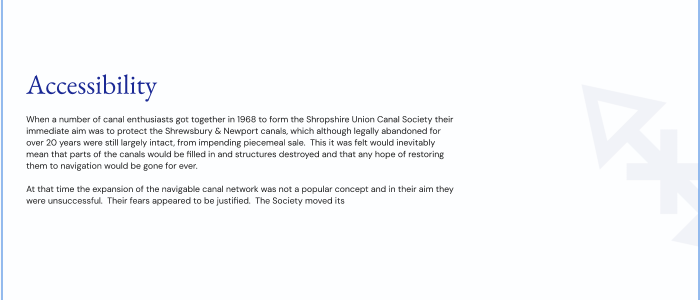 Accessibility
When a number of canal enthusiasts got together in 1968 to form the Shropshire Union Canal Society their
immediate aim was to protect the Shrewsbury & Newport canals, which although legally abandoned for
over 20 years were still largely intact, from impending piecemeal sale.  This it was felt would inevitably
mean that parts of the canals would be filled in and structures destroyed and that any hope of restoring
them to navigation would be gone for ever.
At that time the expansion of the navigable canal network was not a popular concept and in their aim they
were unsuccessful.  Their fears appeared to be justified.  The Society moved its